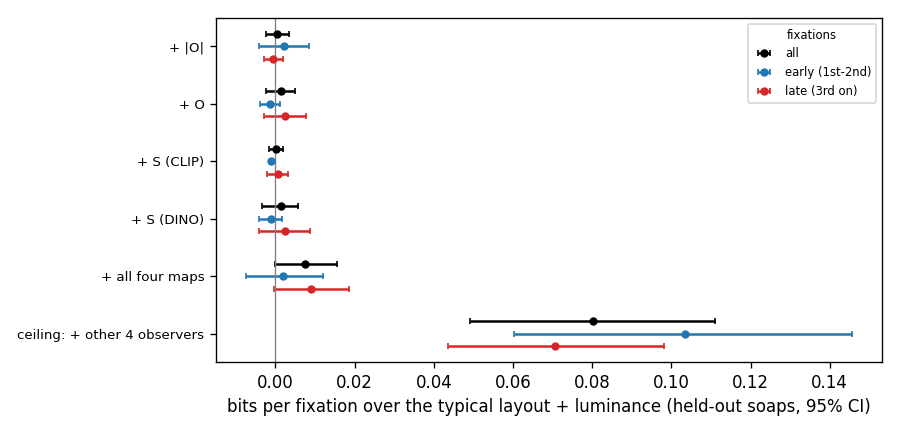 fixations
all
early (1st-2nd)
late (3rd on)
+ |O|
+ O
+ S (CLIP)
+ S (DINO)
+ all four maps
ceiling: + other 4 observers
0.00 0.02 0.04 0.06 0.08 0.10 0.12 0.14
bits per fixation over the typical layout + luminance (held-out soaps, 95% CI)